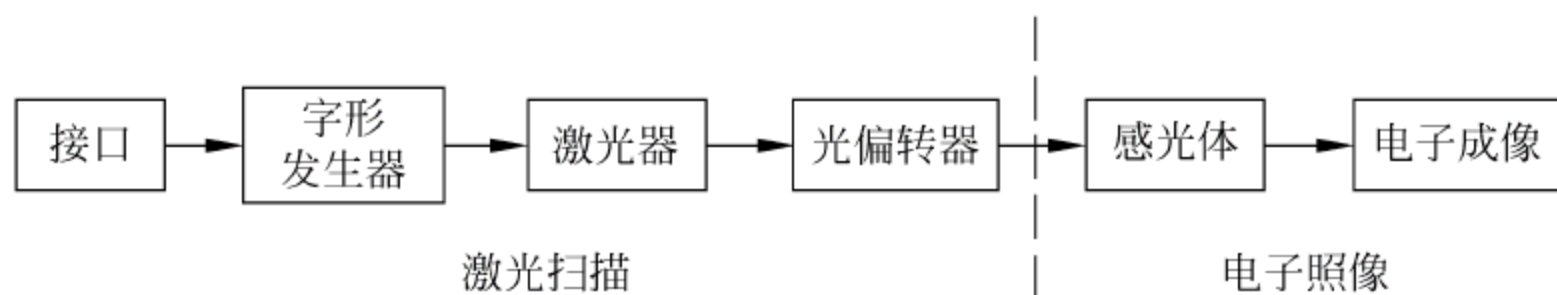 接口
字形
发生器
激光器
光偏转器
感光体
电子成像
激光扫描
电子照像